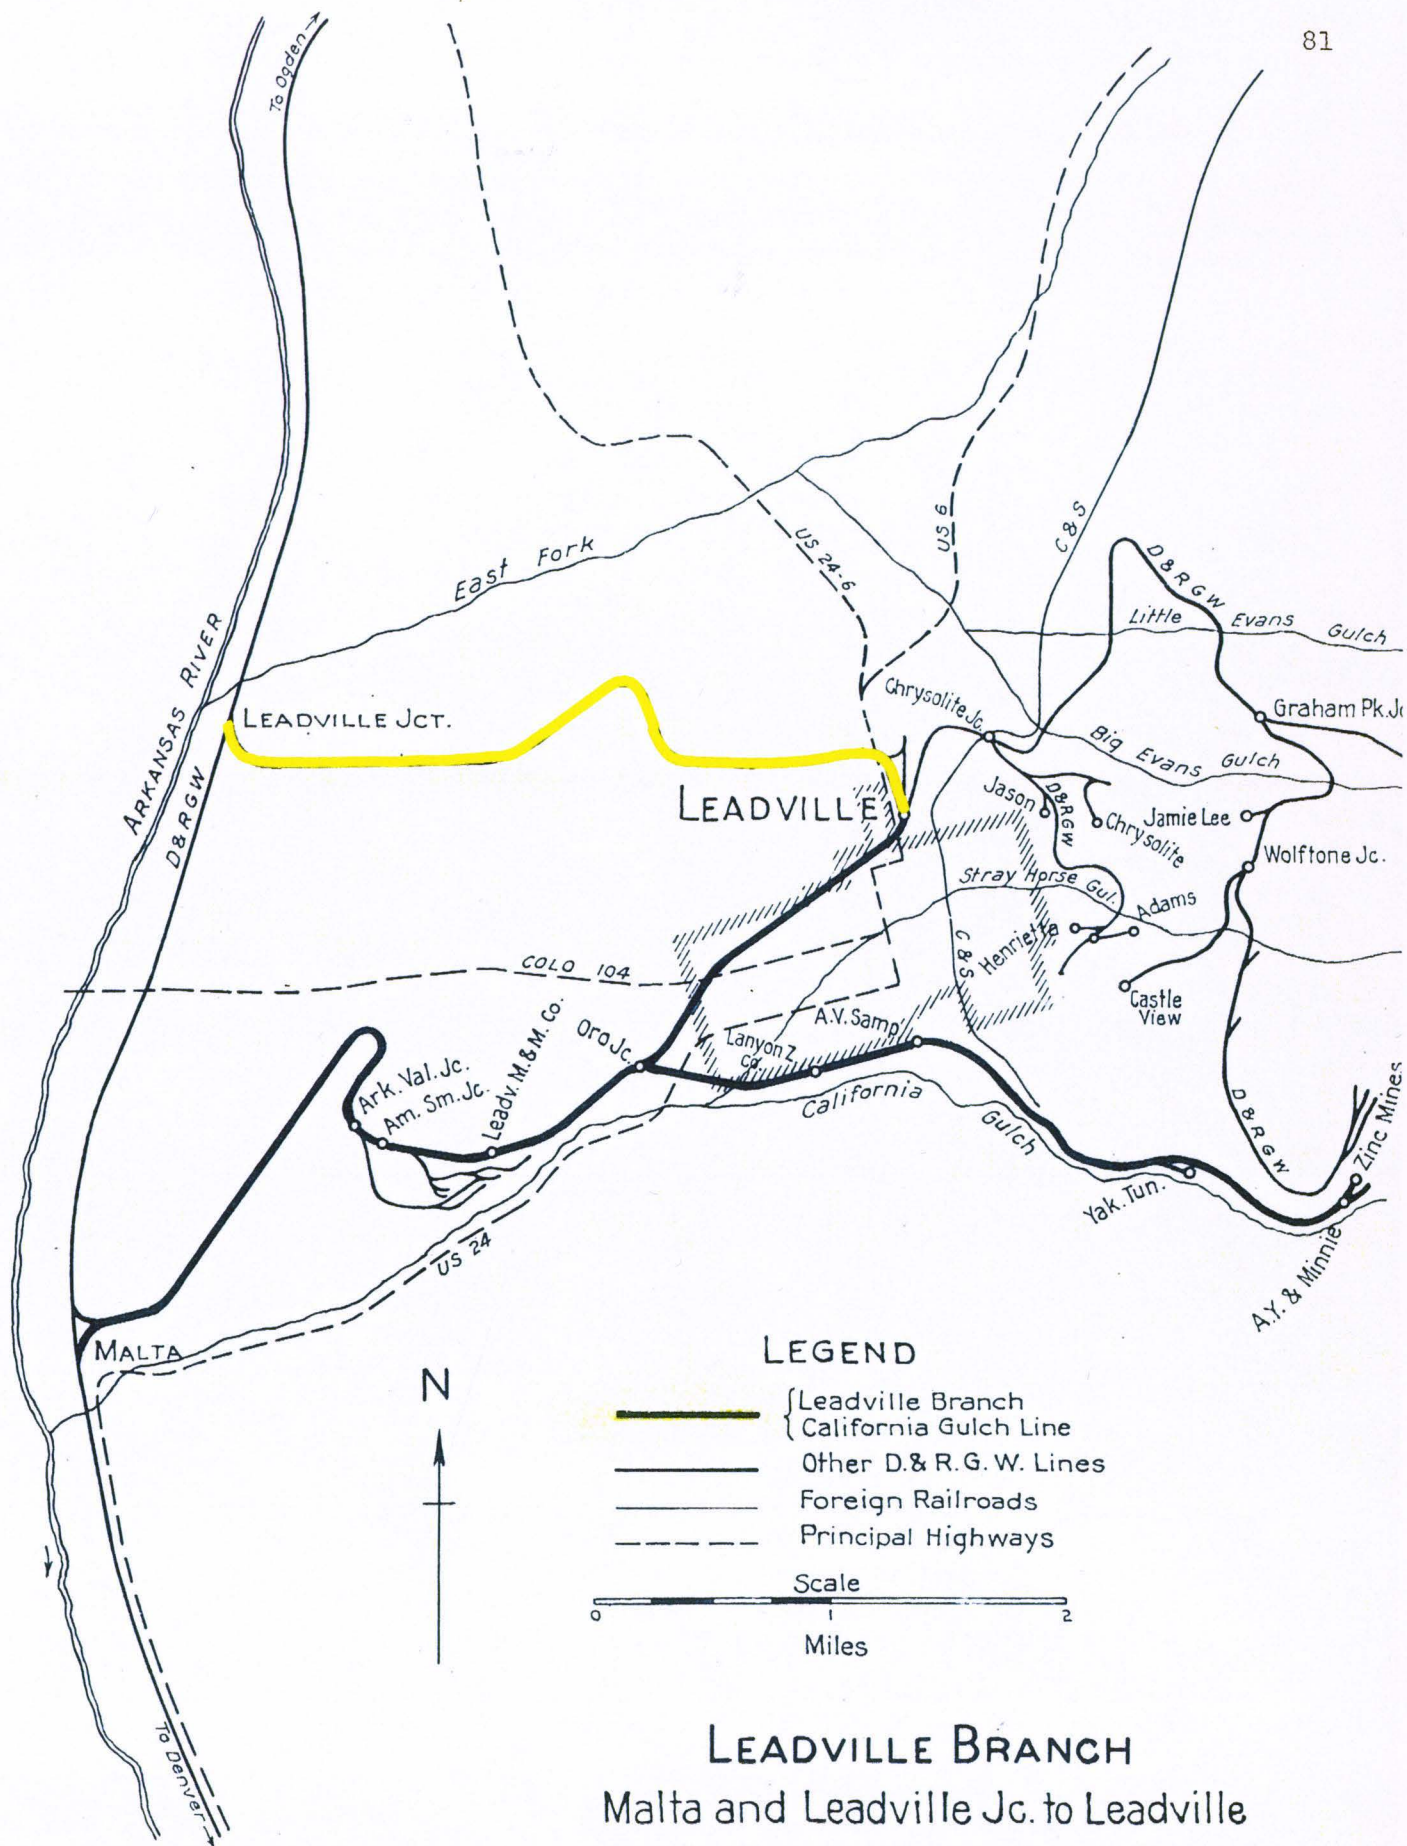 81
To Ogden
ARKANSAS RIVER
D&RGW
East Fork
US 24-6
US 6
C & S
D & R G W
Little Evans Gulch
Chrysolite Jc.
Graham Pk. Jc
Big Evans Gulch
LEADVILLE JCT.
LEADVILLE
Jason
D&RGW
Chrysolite
Jamie Lee
Wolftone Jc.
Stray Horse Gul.
Adams
Henrietta
C & S
Castle
View
COLO 104
Oro Jc.
Leadv. M.& M. Co.
A.V. Samp.
Lanyon Z
Co.
Ark. Val. Jc.
Am. Sm. Jc.
California Gulch
D & R G W
Zinc Mines
Yak. Tun.
A.Y. & Minnie
US 24
MALTA
N
LEGEND
Leadville Branch
California Gulch Line
Other D.& R.G.W. Lines
Foreign Railroads
Principal Highways
Scale
0 1 2
Miles
To Denver
LEADVILLE BRANCH
Malta and Leadville Jc. to Leadville